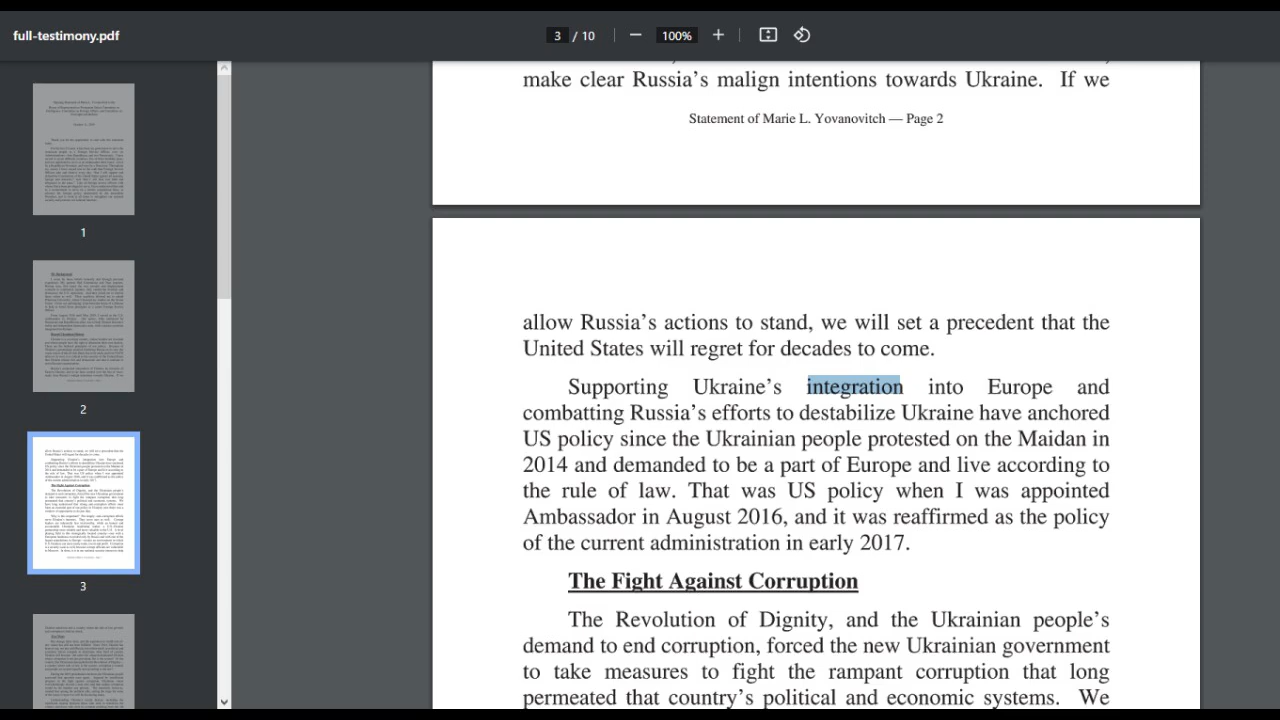 full-testimony.pdf
3 / 10
100%
1
2
3
make clear Russia's malign intentions towards Ukraine. If we
Statement of Marie L. Yovanovitch — Page 2
allow Russia's actions to stand, we will set a precedent that the
United States will regret for decades to come.
Supporting Ukraine's integration into Europe and
combatting Russia's efforts to destabilize Ukraine have anchored
US policy since the Ukrainian people protested on the Maidan in
2014 and demanded to be a part of Europe and live according to
the rule of law. That was US policy when I was appointed
Ambassador in August 2016, and it was reaffirmed as the policy
of the current administration in early 2017.
The Fight Against Corruption
The Revolution of Dignity, and the Ukrainian people's
demand to end corruption, forced the new Ukrainian government
to take measures to fight the rampant corruption that long
permeated that country's political and economic systems. We